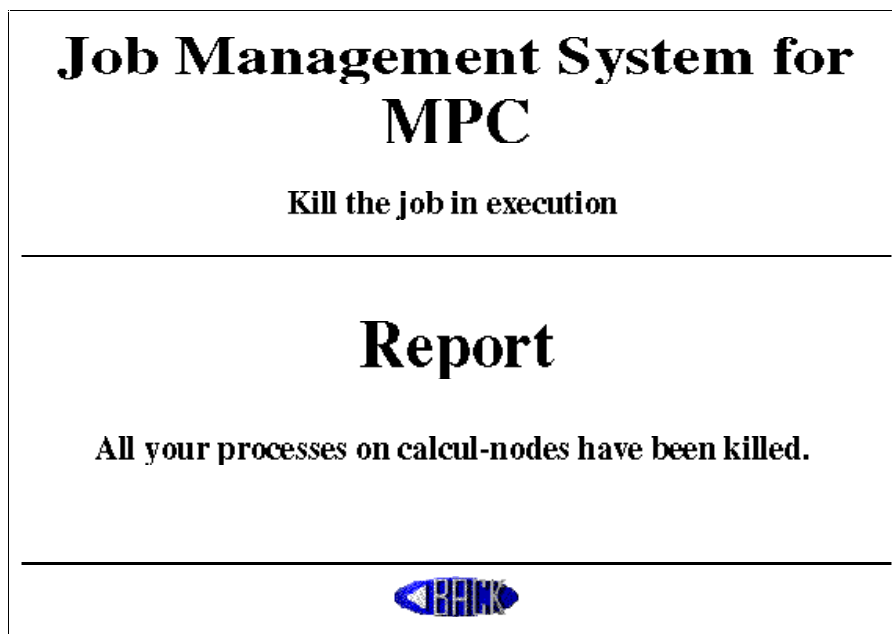 Job Management System for
MPC
Kill the job in execution
Report
All your processes on calcul-nodes have been killed.
BACK